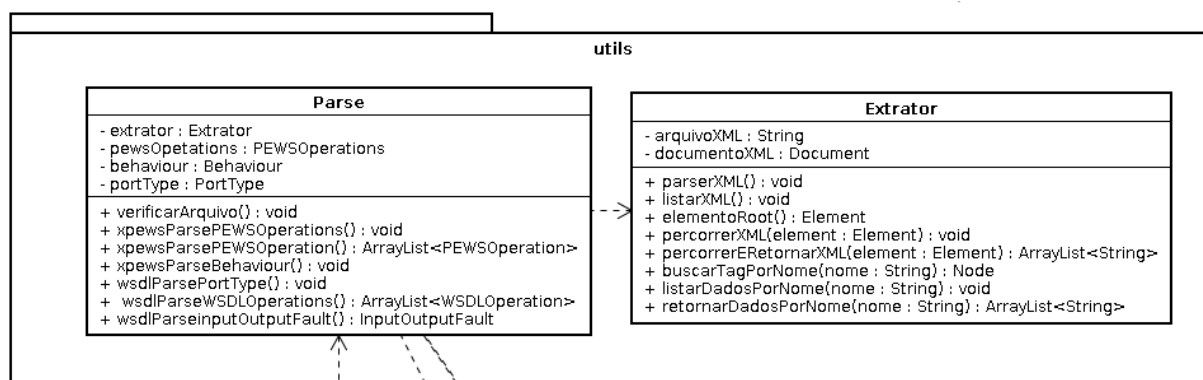 utils
Parse
- extrator : Extrator
- pewsOpetations : PEWSOperations
- behaviour : Behaviour
- portType : PortType
+ verificarArquivo() : void
+ xpewsParsePEWSOperations() : void
+ xpewsParsePEWSOperation() : ArrayList<PEWSOperation>
+ xpewsParseBehaviour() : void
+ wsdlParsePortType() : void
+ wsdlParseWSDLOperations() : ArrayList<WSDLOperation>
+ wsdlParseinputOutputFault() : InputOutputFault
Extrator
- arquivoXML : String
- documentoXML : Document
+ parserXML() : void
+ listarXML() : void
+ elementoRoot() : Element
+ percorrerXML(element : Element) : void
+ percorrerERetornarXML(element : Element) : ArrayList<String>
+ buscarTagPorNome(nome : String) : Node
+ listarDadosPorNome(nome : String) : void
+ retornarDadosPorNome(nome : String) : ArrayList<String>